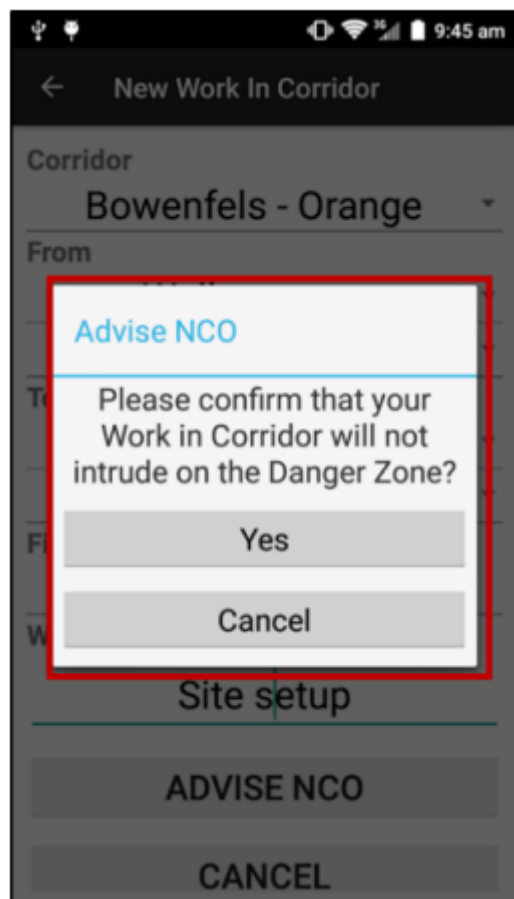 9:45 am
New Work In Corridor
Corridor
Bowenfels - Orange
From
Advise NCO
Please confirm that your
Work in Corridor will not
intrude on the Danger Zone?
Yes
Cancel
Site setup
ADVISE NCO
CANCEL